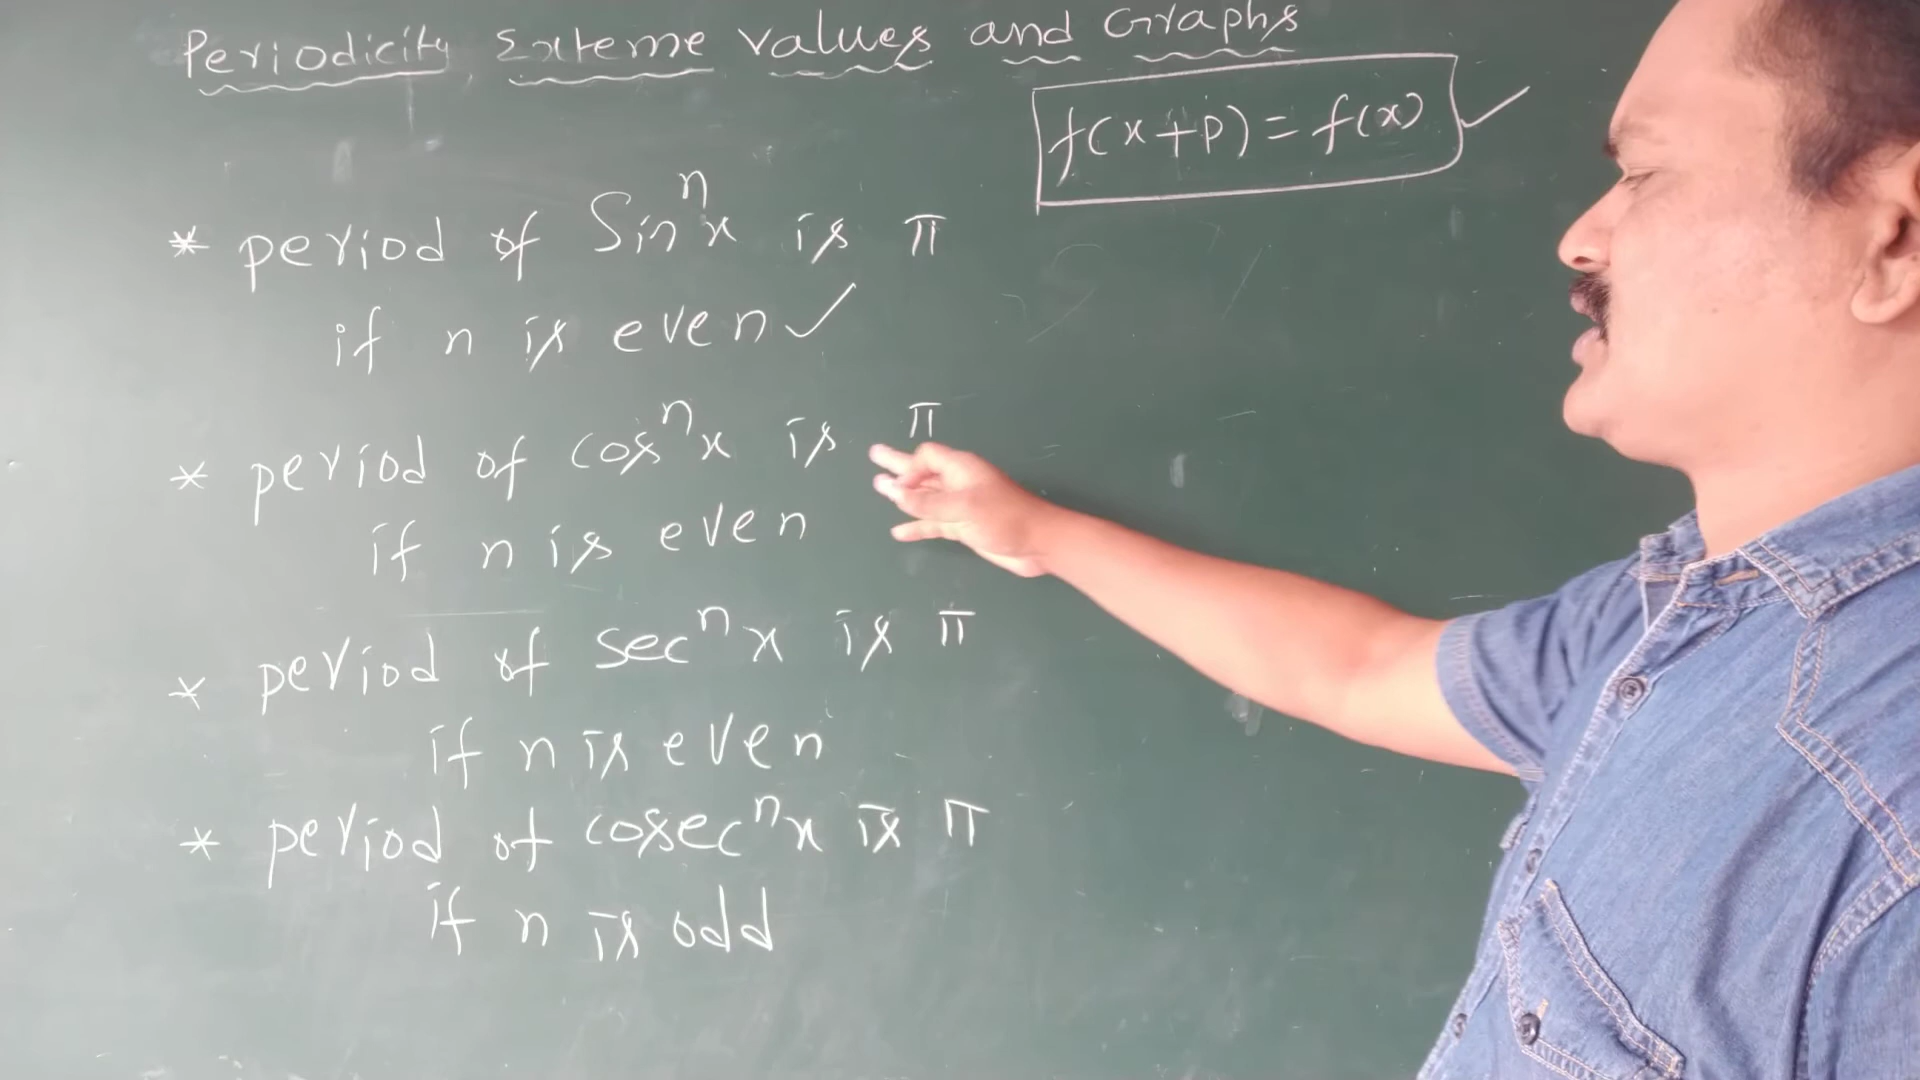 Periodicity, Exteme values and Graphs
f(x+p) = f(x) ✓
* period of Sinⁿx is π
if n is even ✓
* period of cosⁿx is π
if n is even
* period of secⁿx is π
if n is even
* period of cosecⁿx is π
if n is odd